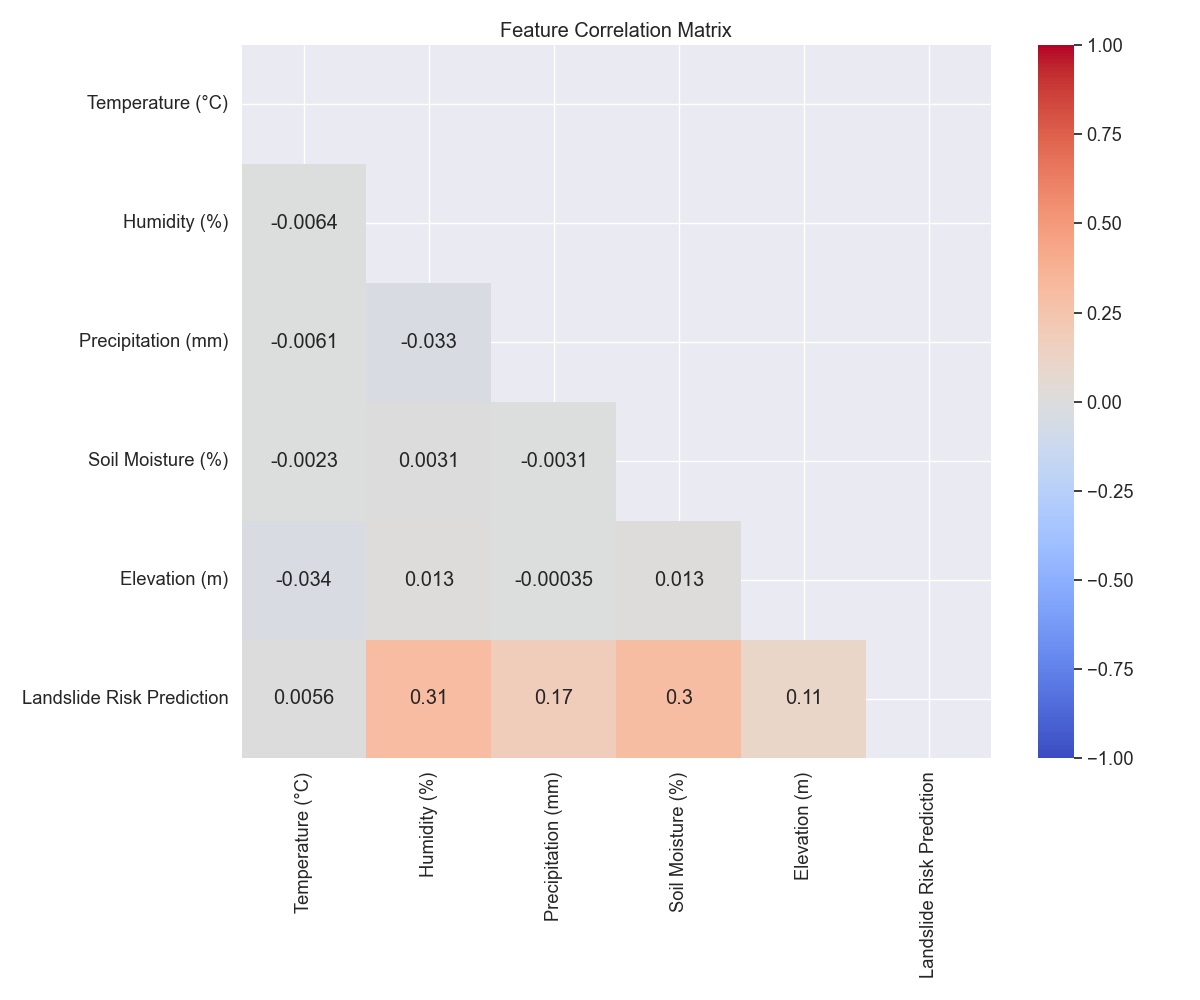 Feature Correlation Matrix
Temperature (°C)
Humidity (%)
-0.0064
Precipitation (mm)
-0.0061 -0.033
Soil Moisture (%)
-0.0023 0.0031 -0.0031
Elevation (m)
-0.034 0.013 -0.00035 0.013
Landslide Risk Prediction
0.0056 0.31 0.17 0.3 0.11
Temperature (°C)
Humidity (%)
Precipitation (mm)
Soil Moisture (%)
Elevation (m)
Landslide Risk Prediction
1.00
0.75
0.50
0.25
0.00
−0.25
−0.50
−0.75
−1.00